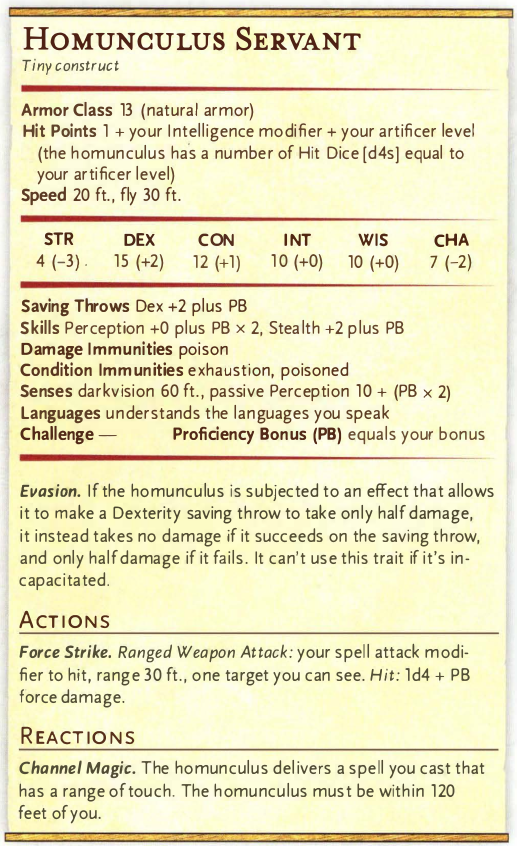 HOMUNCULUS SERVANT
Tiny construct
Armor Class 13 (natural armor)
Hit Points 1 + your Intelligence modifier + your artificer level
(the homunculus has a number of Hit Dice [d4s] equal to
your artificer level)
Speed 20 ft., fly 30 ft.
STR DEX CON INT WIS CHA
4 (−3) 15 (+2) 12 (+1) 10 (+0) 10 (+0) 7 (−2)
Saving Throws Dex +2 plus PB
Skills Perception +0 plus PB × 2, Stealth +2 plus PB
Damage Immunities poison
Condition Immunities exhaustion, poisoned
Senses darkvision 60 ft., passive Perception 10 + (PB × 2)
Languages understands the languages you speak
Challenge — Proficiency Bonus (PB) equals your bonus
Evasion. If the homunculus is subjected to an effect that allows
it to make a Dexterity saving throw to take only half damage,
it instead takes no damage if it succeeds on the saving throw,
and only half damage if it fails. It can't use this trait if it's in-
capacitated.
ACTIONS
Force Strike. Ranged Weapon Attack: your spell attack modi-
fier to hit, range 30 ft., one target you can see. Hit: 1d4 + PB
force damage.
REACTIONS
Channel Magic. The homunculus delivers a spell you cast that
has a range of touch. The homunculus must be within 120
feet of you.